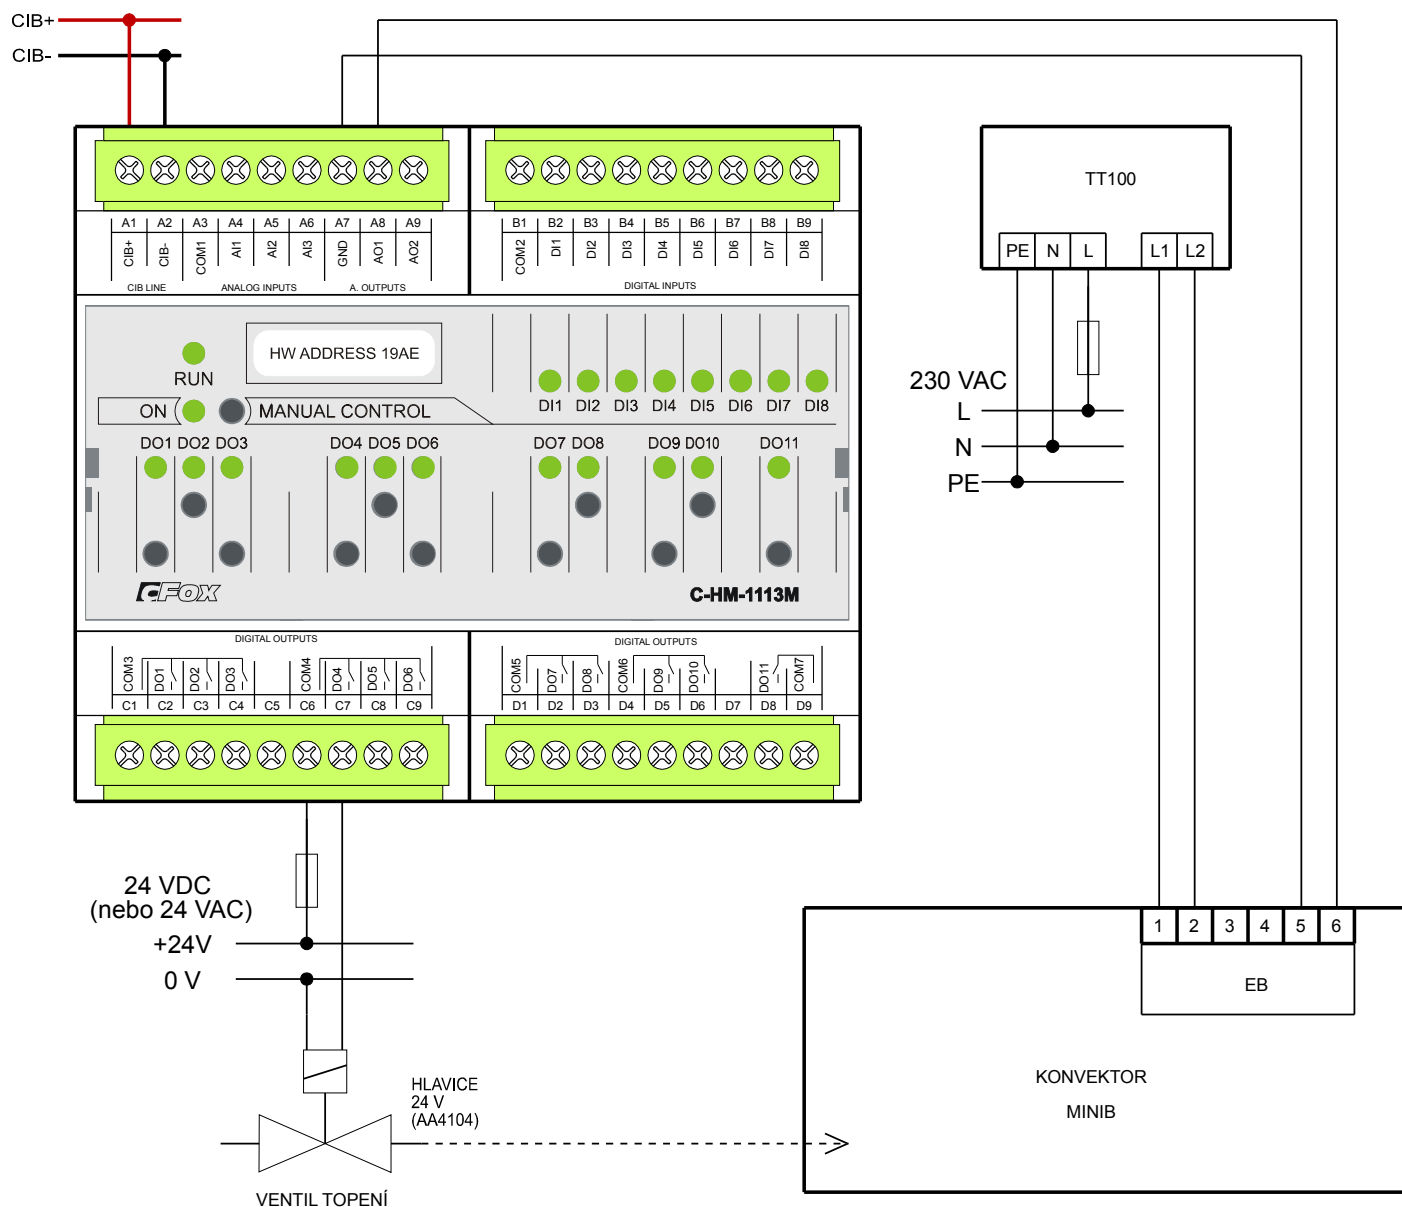 CIB+
CIB-
A1 A2 A3 A4 A5 A6 A7 A8 A9
CIB+ CIB- COM1 AI1 AI2 AI3 GND AO1 AO2
CIB LINE ANALOG INPUTS A. OUTPUTS
B1 B2 B3 B4 B5 B6 B7 B8 B9
COM2 DI1 DI2 DI3 DI4 DI5 DI6 DI7 DI8
DIGITAL INPUTS
TT100
PE N L L1 L2
230 VAC
L
N
PE
HW ADDRESS 19AE
RUN
ON MANUAL CONTROL
DI1 DI2 DI3 DI4 DI5 DI6 DI7 DI8
DO1 DO2 DO3 DO4 DO5 DO6 DO7 DO8 DO9 DO10 DO11
CFOX
C-HM-1113M
DIGITAL OUTPUTS
COM3 DO1 DO2 DO3 COM4 DO4 DO5 DO6
C1 C2 C3 C4 C5 C6 C7 C8 C9
DIGITAL OUTPUTS
COM5 DO7 DO8 COM6 DO9 DO10 DO11 COM7
D1 D2 D3 D4 D5 D6 D7 D8 D9
24 VDC
(nebo 24 VAC)
+24V
0 V
HLAVICE
24 V
(AA4104)
VENTIL TOPENÍ
1 2 3 4 5 6
EB
KONVEKTOR
MINIB